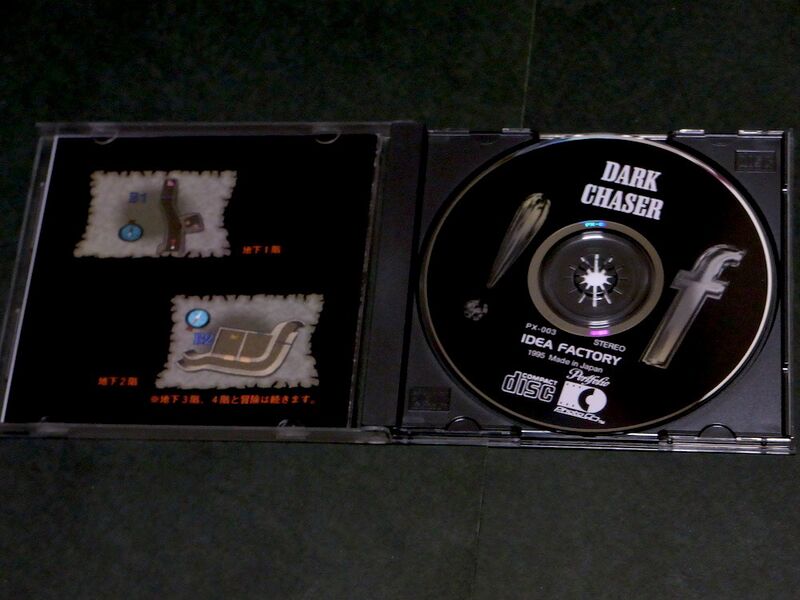 B1
地下1階
B2
地下2階
※地下3階、4階と冒険は続きます。
DARK
CHASER
f
PX-003
STEREO
IDEA FACTORY
1995 Made in Japan
Portfolio
COMPACT
disc
Photo CD